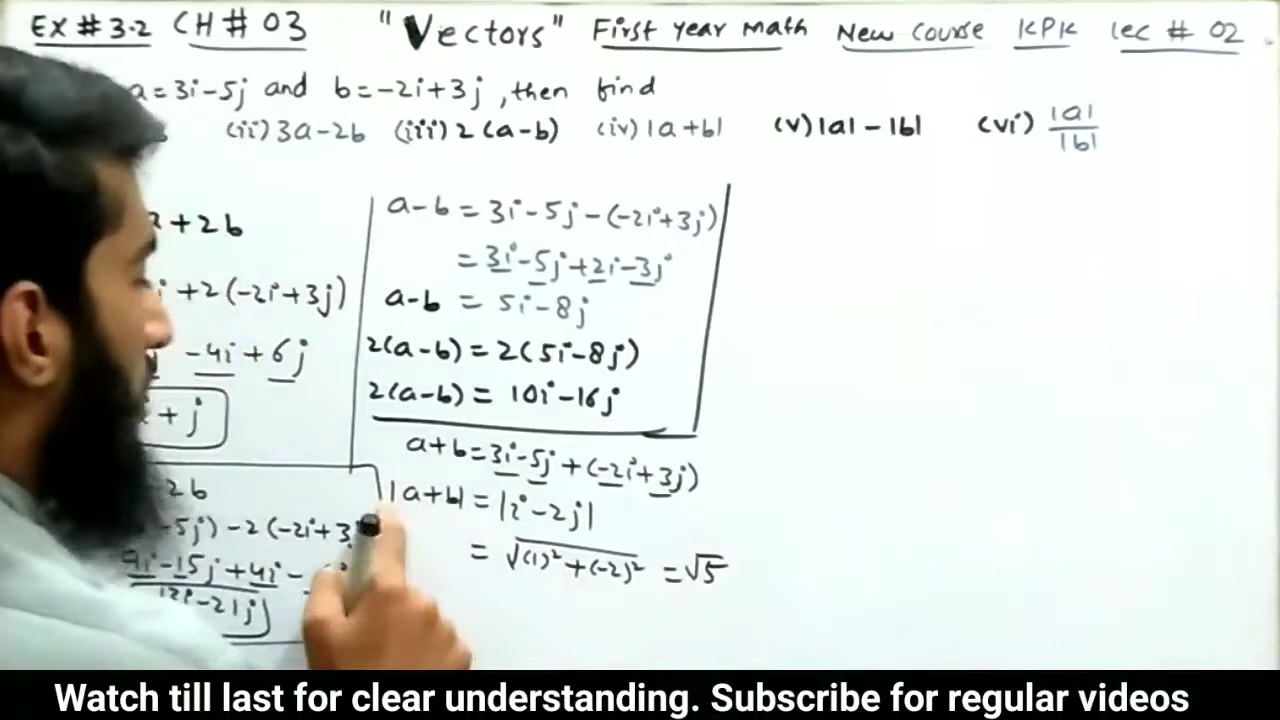 EX # 3.2 CH # 03 "Vectors" First year math New Course KPK lec # 02
a = 3i - 5j and b = -2i + 3j , then find
(ii) 3a - 2b (iii) 2 (a - b) (iv) |a + b| (v) |a| - |b| (vi) |a| / |b|
+ 2b
+ 2(-2i + 3j)
- 4i + 6j
+ j
2b
-5j) - 2 (-2i + 3
9i - 15j + 4i -
- 21j
a - b = 3i - 5j - (-2i + 3j)
= 3i - 5j + 2i - 3j
a - b = 5i - 8j
2(a - b) = 2(5i - 8j)
2(a - b) = 10i - 16j
a + b = 3i - 5j + (-2i + 3j)
|a + b| = |i - 2j|
= √(1)² + (-2)² = √5
Watch till last for clear understanding. Subscribe for regular videos